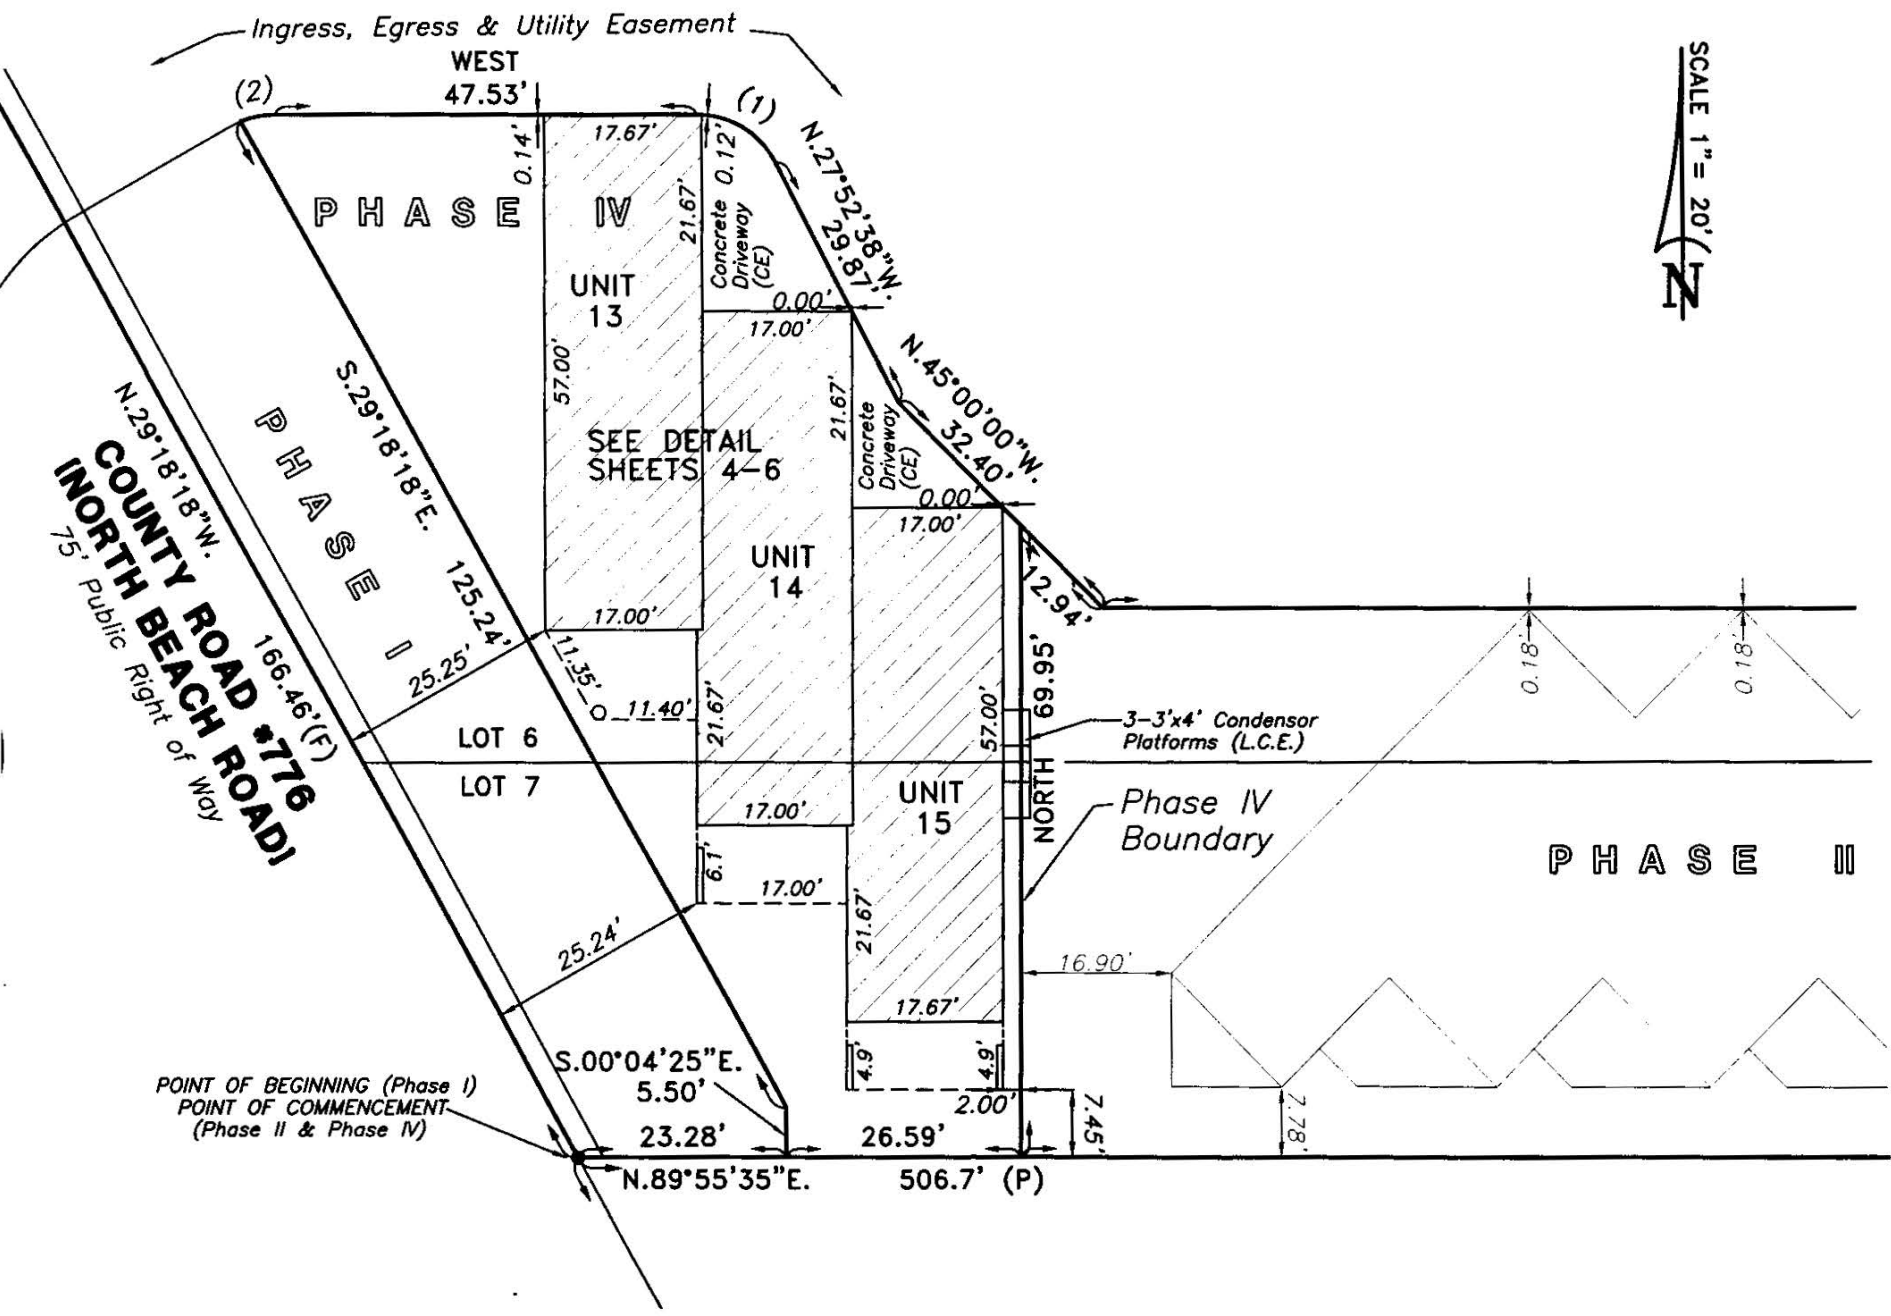 Ingress, Egress & Utility Easement
WEST
47.53'
(2)
(1)
SCALE 1"= 20'
N
0.14'
17.67'
0.12'
N.27°52'38"W.
29.87'
PHASE IV
21.67'
Concrete
Driveway
(CE)
UNIT
13
0.00'
17.00'
57.00'
N.45°00'00"W.
32.40'
S.29°18'18"E. 125.24'
N.29°18'18"W. 166.46'(F)
PHASE I
COUNTY ROAD #776
(NORTH BEACH ROAD)
75' Public Right of Way
SEE DETAIL
SHEETS 4-6
21.67'
Concrete
Driveway
(CE)
0.00'
17.00'
UNIT
14
12.94'
17.00'
25.25'
11.35'
11.40'
21.67'
57.00'
NORTH 69.95'
0.18'
0.18'
3-3'x4' Condensor
Platforms (L.C.E.)
LOT 6
LOT 7
UNIT
15
17.00'
Phase IV
Boundary
PHASE II
6.1'
17.00'
21.67'
25.24'
16.90'
17.67'
4.9'
4.9'
2.00'
7.45'
7.78'
S.00°04'25"E.
5.50'
POINT OF BEGINNING (Phase I)
POINT OF COMMENCEMENT
(Phase II & Phase IV)
23.28'
26.59'
N.89°55'35"E.
506.7' (P)